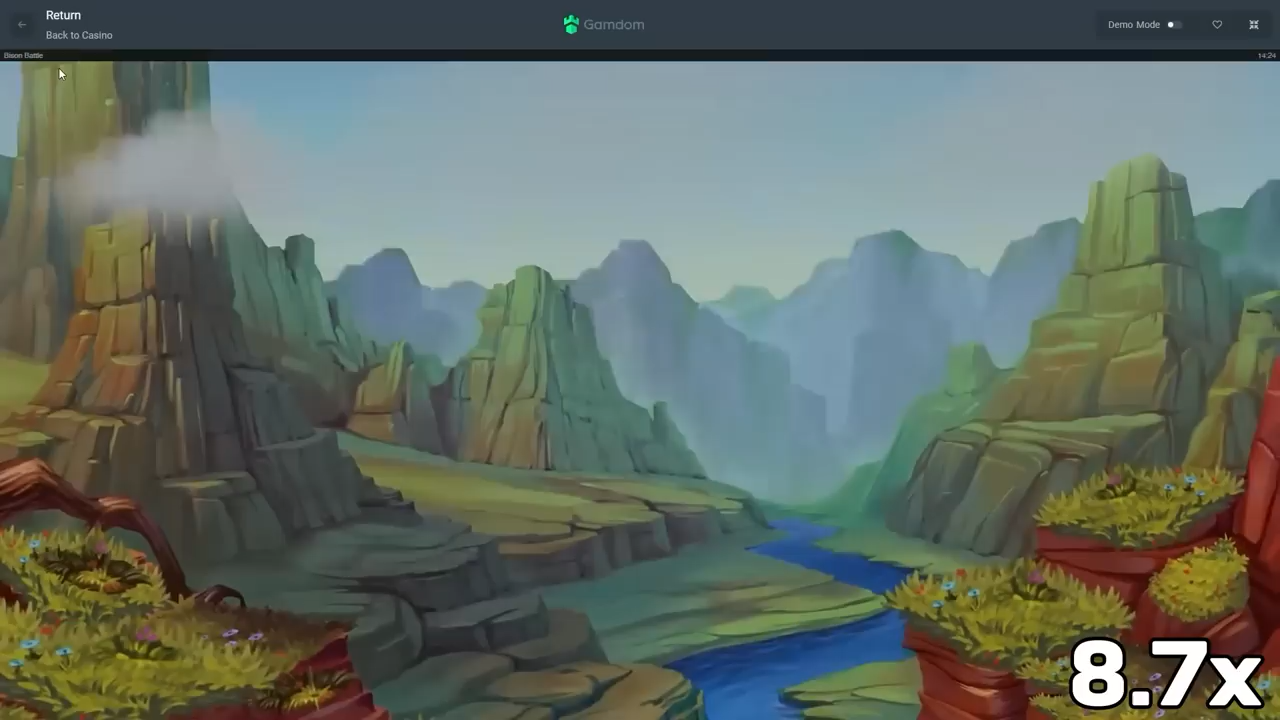 Return
Back to Casino
Gamdom
Demo Mode
Bison Battle
14:24
8.7x